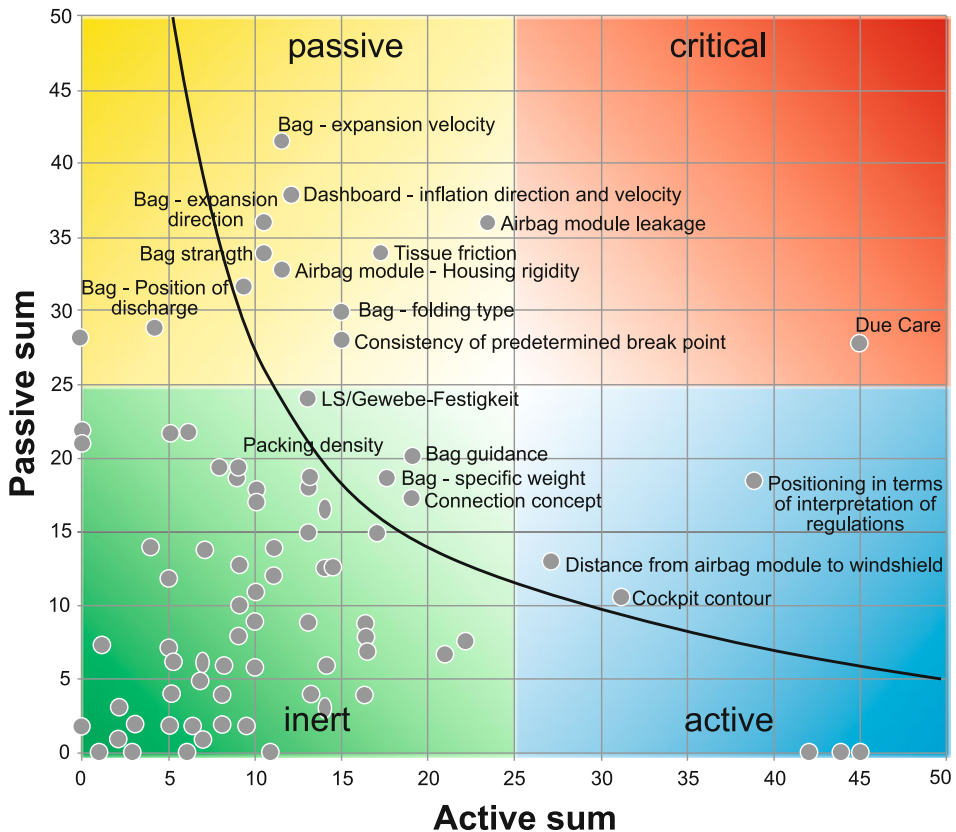 50
passive
critical
45
Bag - expansion velocity
40
Dashboard - inflation direction and velocity
Bag - expansion
direction
Airbag module leakage
35
Bag strangth
Tissue friction
Airbag module - Housing rigidity
Bag - Position of
discharge
30
Bag - folding type
Due Care
Consistency of predetermined break point
25
LS/Gewebe-Festigkeit
Packing density
20
Bag guidance
Bag - specific weight
Connection concept
Positioning in terms
of interpretation of
regulations
15
Distance from airbag module to windshield
10
Cockpit contour
5
inert
active
0
0
5
10
15
20
25
30
35
40
45
50
Passive sum
Active sum